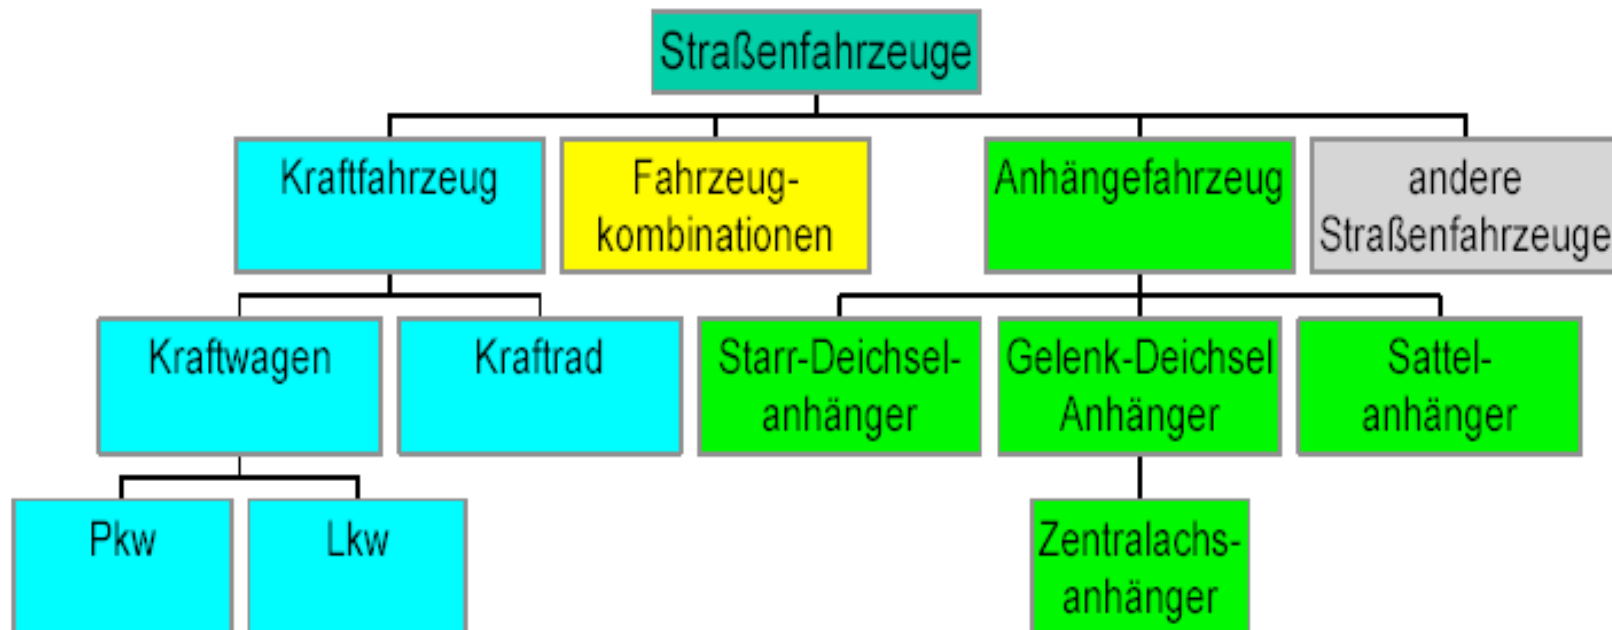 Straßenfahrzeuge
Kraftfahrzeug
Fahrzeug-
kombinationen
Anhängefahrzeug
andere
Straßenfahrzeuge
Kraftwagen
Kraftrad
Starr-Deichsel-
anhänger
Gelenk-Deichsel
Anhänger
Sattel-
anhänger
Pkw
Lkw
Zentralachs-
anhänger